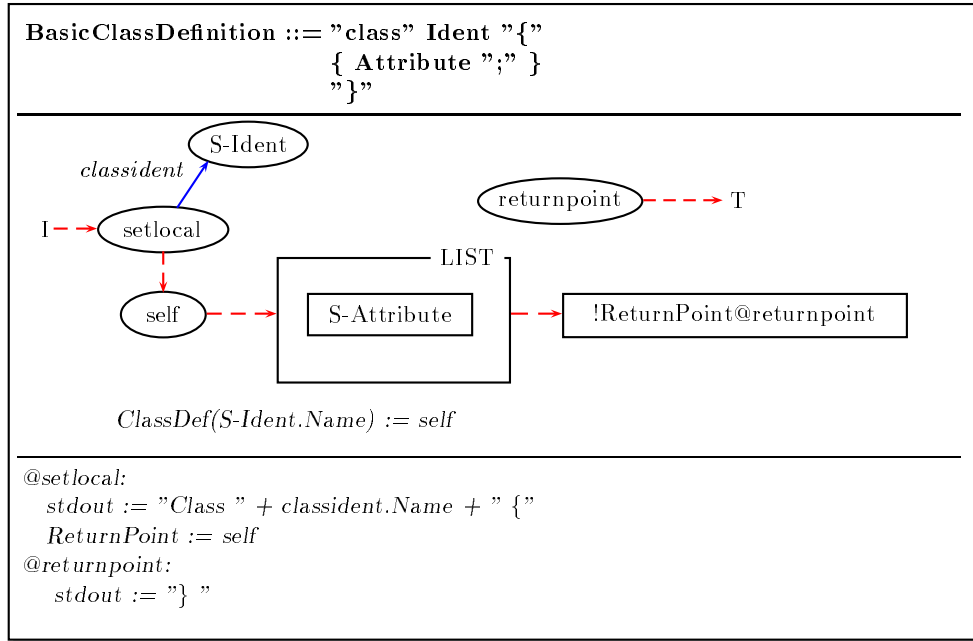 BasicClassDefinition ::= ”class” Ident ”{”
{ Attribute ”;” }
”}”
S-Ident
classident
returnpoint
T
I
setlocal
LIST
self
S-Attribute
!ReturnPoint@returnpoint
ClassDef(S-Ident.Name) := self
@setlocal:
stdout := ”Class ” + classident.Name + ” {”
ReturnPoint := self
@returnpoint:
stdout := ”} ”